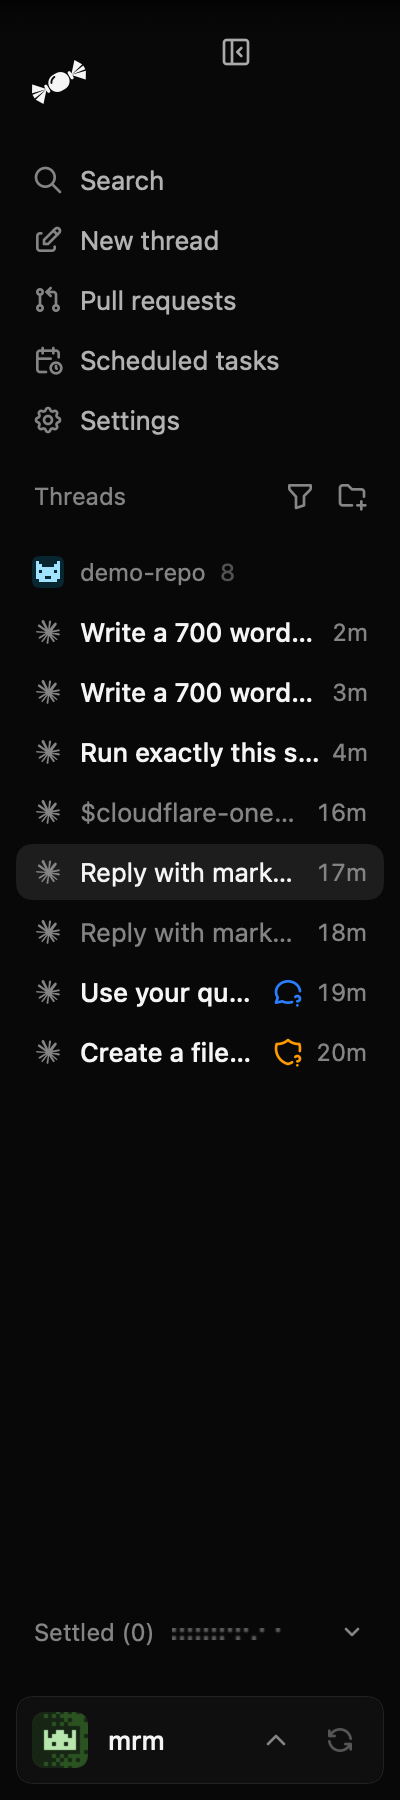 Search
New thread
Pull requests
Scheduled tasks
Settings
Threads
demo-repo 8
Write a 700 word... 2m
Write a 700 word... 3m
Run exactly this s... 4m
$cloudflare-one... 16m
Reply with mark... 17m
Reply with mark... 18m
Use your qu... 19m
Create a file... 20m
Settled (0)
mrm